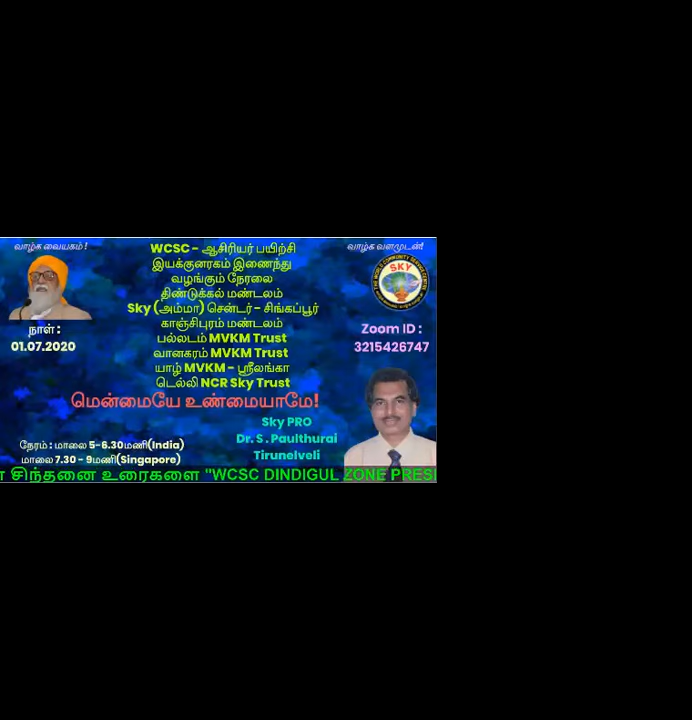 வாழ்க வையகம் !
வாழ்க வளமுடன்!
WCSC - ஆசிரியர் பயிற்சி
இயக்குனரகம் இணைந்து
வழங்கும் நேரலை
திண்டுக்கல் மண்டலம்
Sky (அம்மா) சென்டர் - சிங்கப்பூர்
காஞ்சிபுரம் மண்டலம்
பல்லடம் MVKM Trust
வானகரம் MVKM Trust
யாழ் MVKM - ஸ்ரீலங்கா
டெல்லி NCR Sky Trust
SKY
நாள் :
01.07.2020
Zoom ID :
3215426747
மென்மையே உண்மையாமே!
Sky PRO
Dr. S . Paulthurai
Tirunelveli
நேரம் : மாலை 5-6.30மணி(India)
மாலை 7.30 - 9மணி(Singapore)
சிந்தனை உரைகளை "WCSC DINDIGUL ZONE PRES